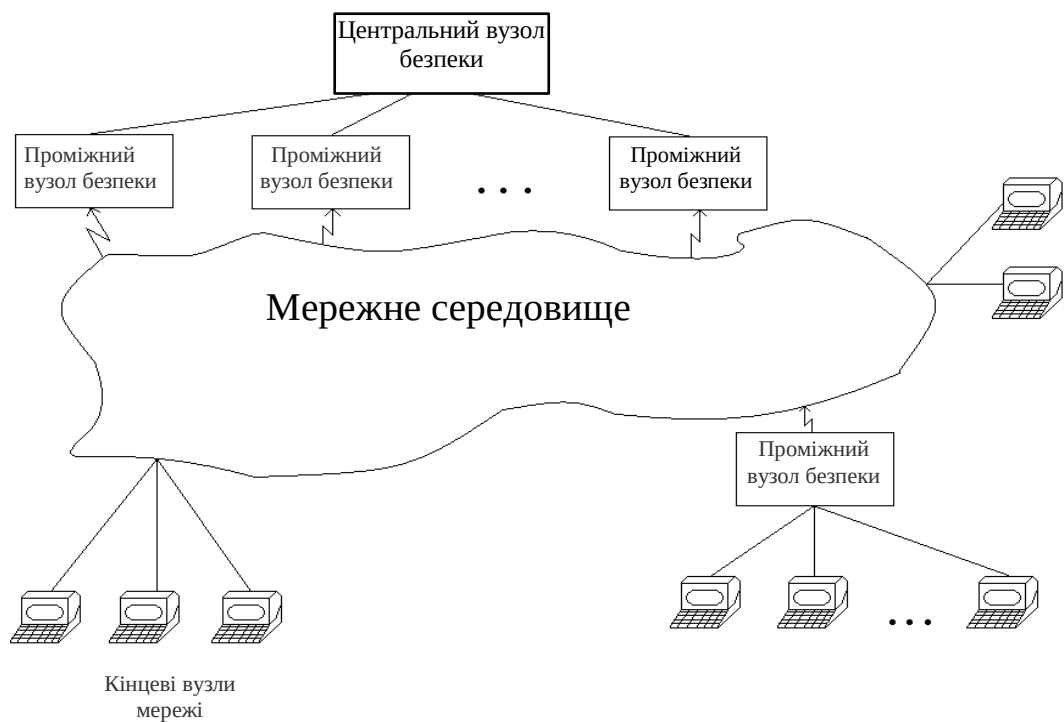 Центральний вузол
безпеки
Проміжний
вузол безпеки
Проміжний
вузол безпеки
. . .
Проміжний
вузол безпеки
Мережне середовище
Проміжний
вузол безпеки
. . .
Кінцеві вузли
мережі